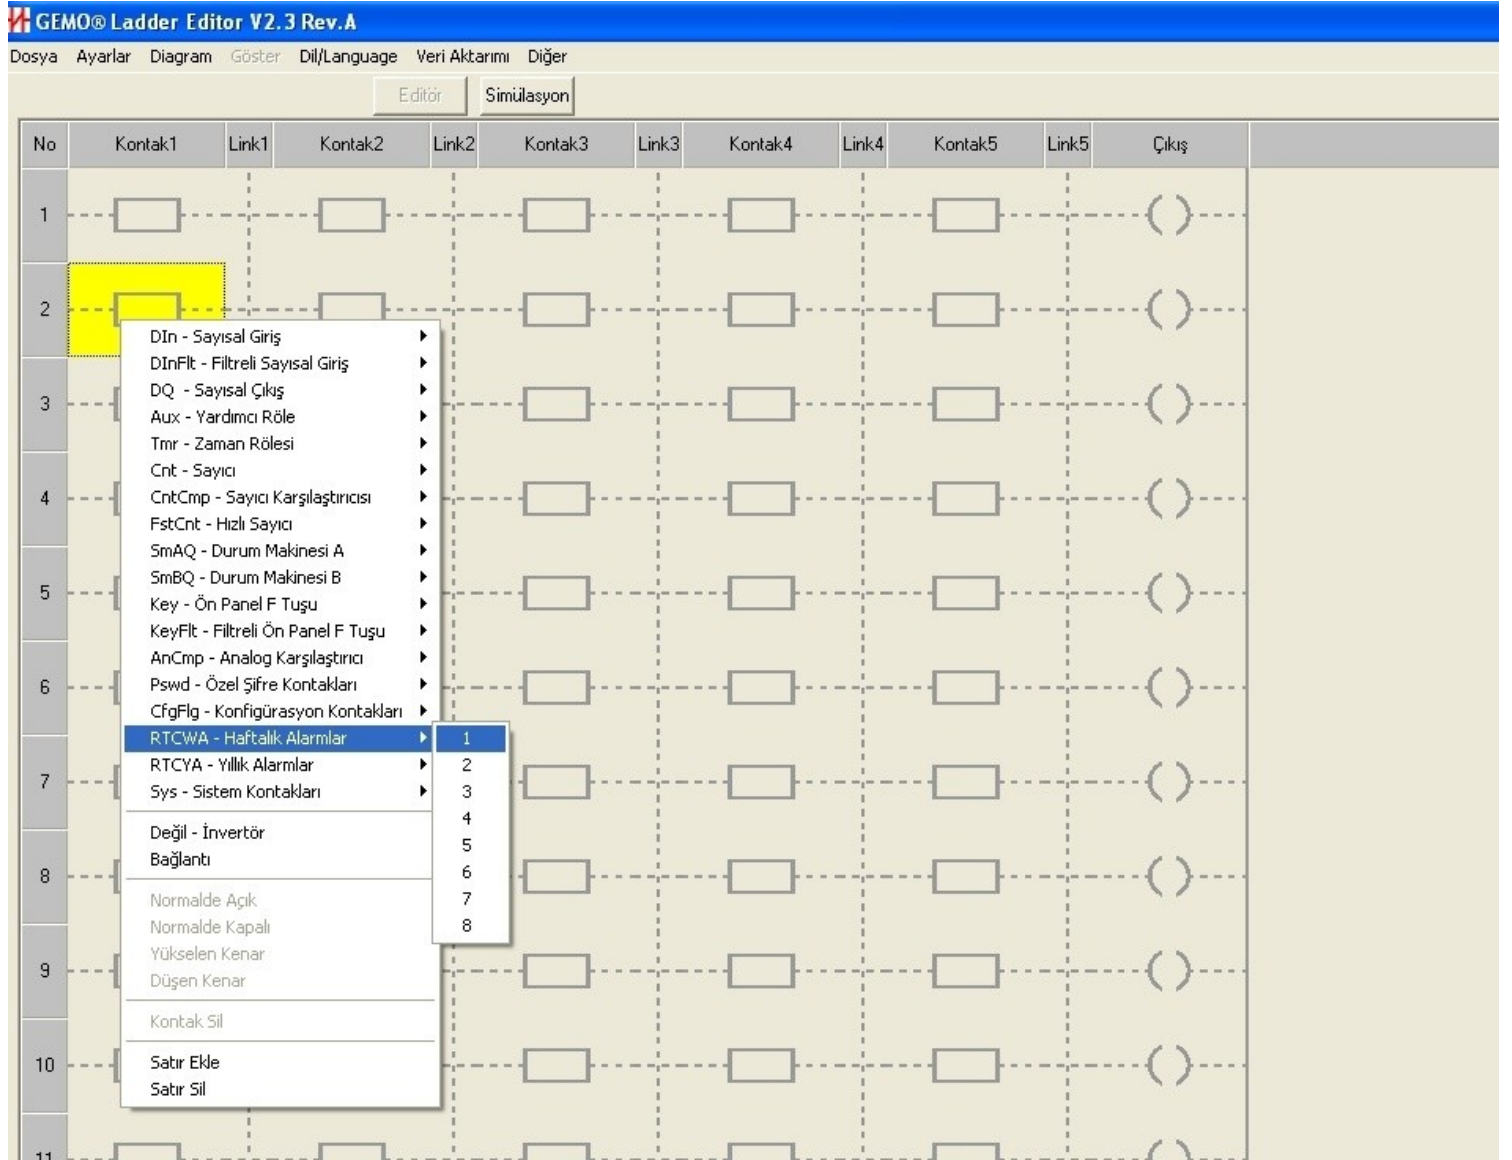 GEMO® Ladder Editor V2.3 Rev.A
Dosya Ayarlar Diagram Göster Dil/Language Veri Aktarımı Diğer
Editör Simülasyon
No Kontak1 Link1 Kontak2 Link2 Kontak3 Link3 Kontak4 Link4 Kontak5 Link5 Çıkış
1
2
DIn - Sayısal Giriş
DInFlt - Filtreli Sayısal Giriş
DQ - Sayısal Çıkış
3
Aux - Yardımcı Röle
Tmr - Zaman Rölesi
Cnt - Sayıcı
CntCmp - Sayıcı Karşılaştırıcısı
4
FstCnt - Hızlı Sayıcı
SmAQ - Durum Makinesi A
SmBQ - Durum Makinesi B
5
Key - Ön Panel F Tuşu
KeyFlt - Filtreli Ön Panel F Tuşu
AnCmp - Analog Karşılaştırıcı
Pswd - Özel Şifre Kontakları
6
CfgFlg - Konfigürasyon Kontakları
RTCWA - Haftalık Alarmlar 1
RTCYA - Yıllık Alarmlar 2
7
Sys - Sistem Kontakları 3
4
Değil - İnvertör
5
Bağlantı
6
8
Normalde Açık 7
Normalde Kapalı 8
Yükselen Kenar
9
Düşen Kenar
Kontak Sil
10
Satır Ekle
Satır Sil
11